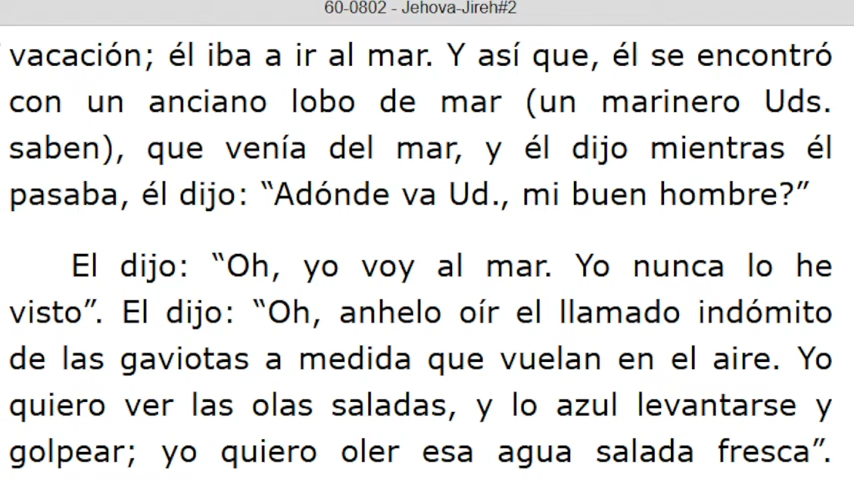 60-0802 - Jehova-Jireh#2
vacación; él iba a ir al mar. Y así que, él se encontró
con un anciano lobo de mar (un marinero Uds.
saben), que venía del mar, y él dijo mientras él
pasaba, él dijo: “Adónde va Ud., mi buen hombre?”
El dijo: “Oh, yo voy al mar. Yo nunca lo he
visto”. El dijo: “Oh, anhelo oír el llamado indómito
de las gaviotas a medida que vuelan en el aire. Yo
quiero ver las olas saladas, y lo azul levantarse y
golpear; yo quiero oler esa agua salada fresca”.